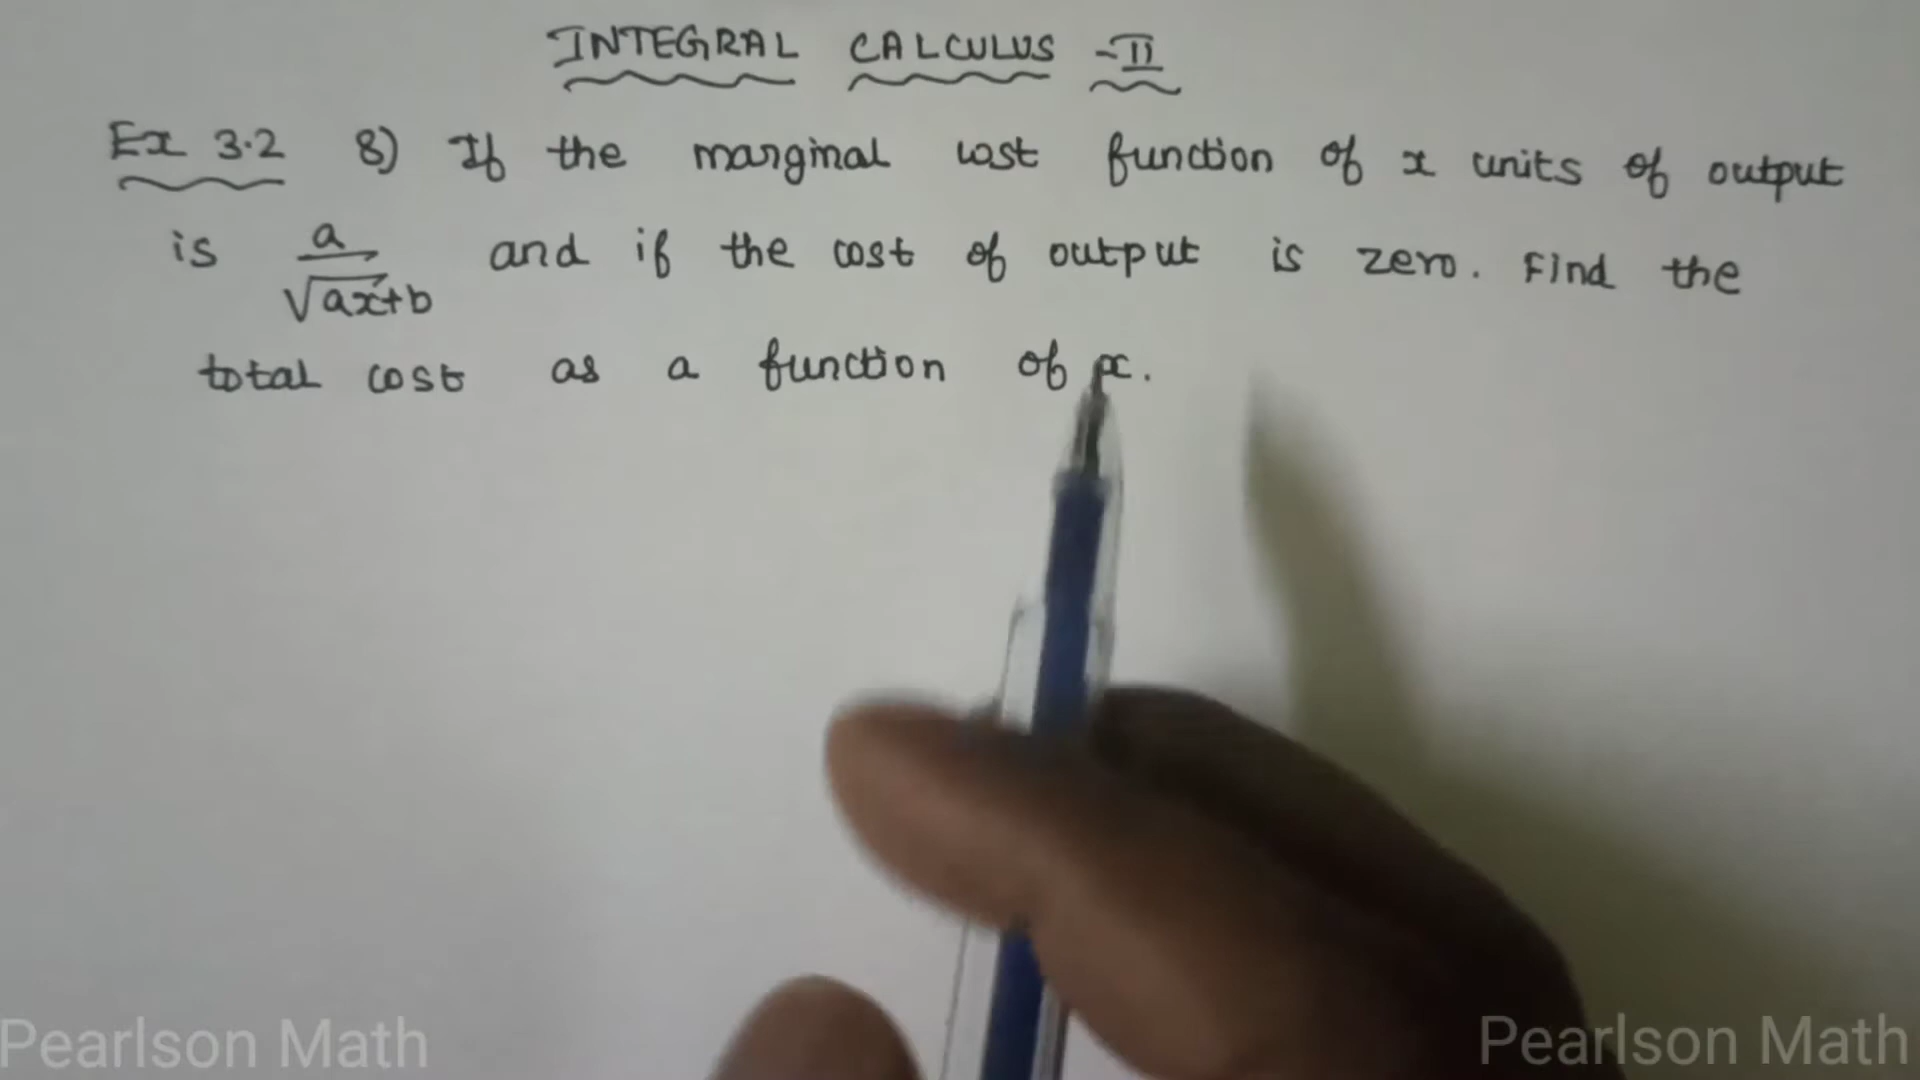 INTEGRAL CALCULUS -II
Ex 3.2 8) If the marginal cost function of x units of output
is a/√ax+b and if the cost of output is zero. Find the
total cost as a function of x.
Pearlson Math
Pearlson Math